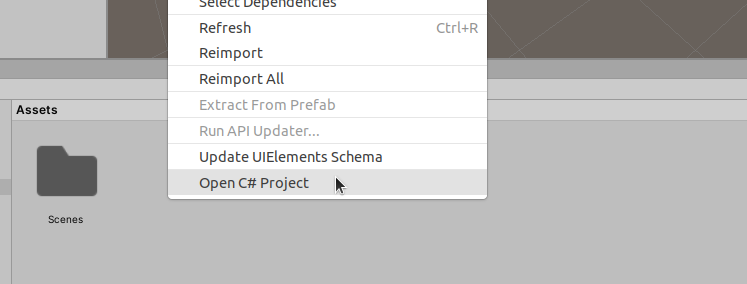 Select Dependencies
Refresh Ctrl+R
Reimport
Reimport All
Extract From Prefab
Run API Updater...
Update UIElements Schema
Open C# Project
Assets
Scenes